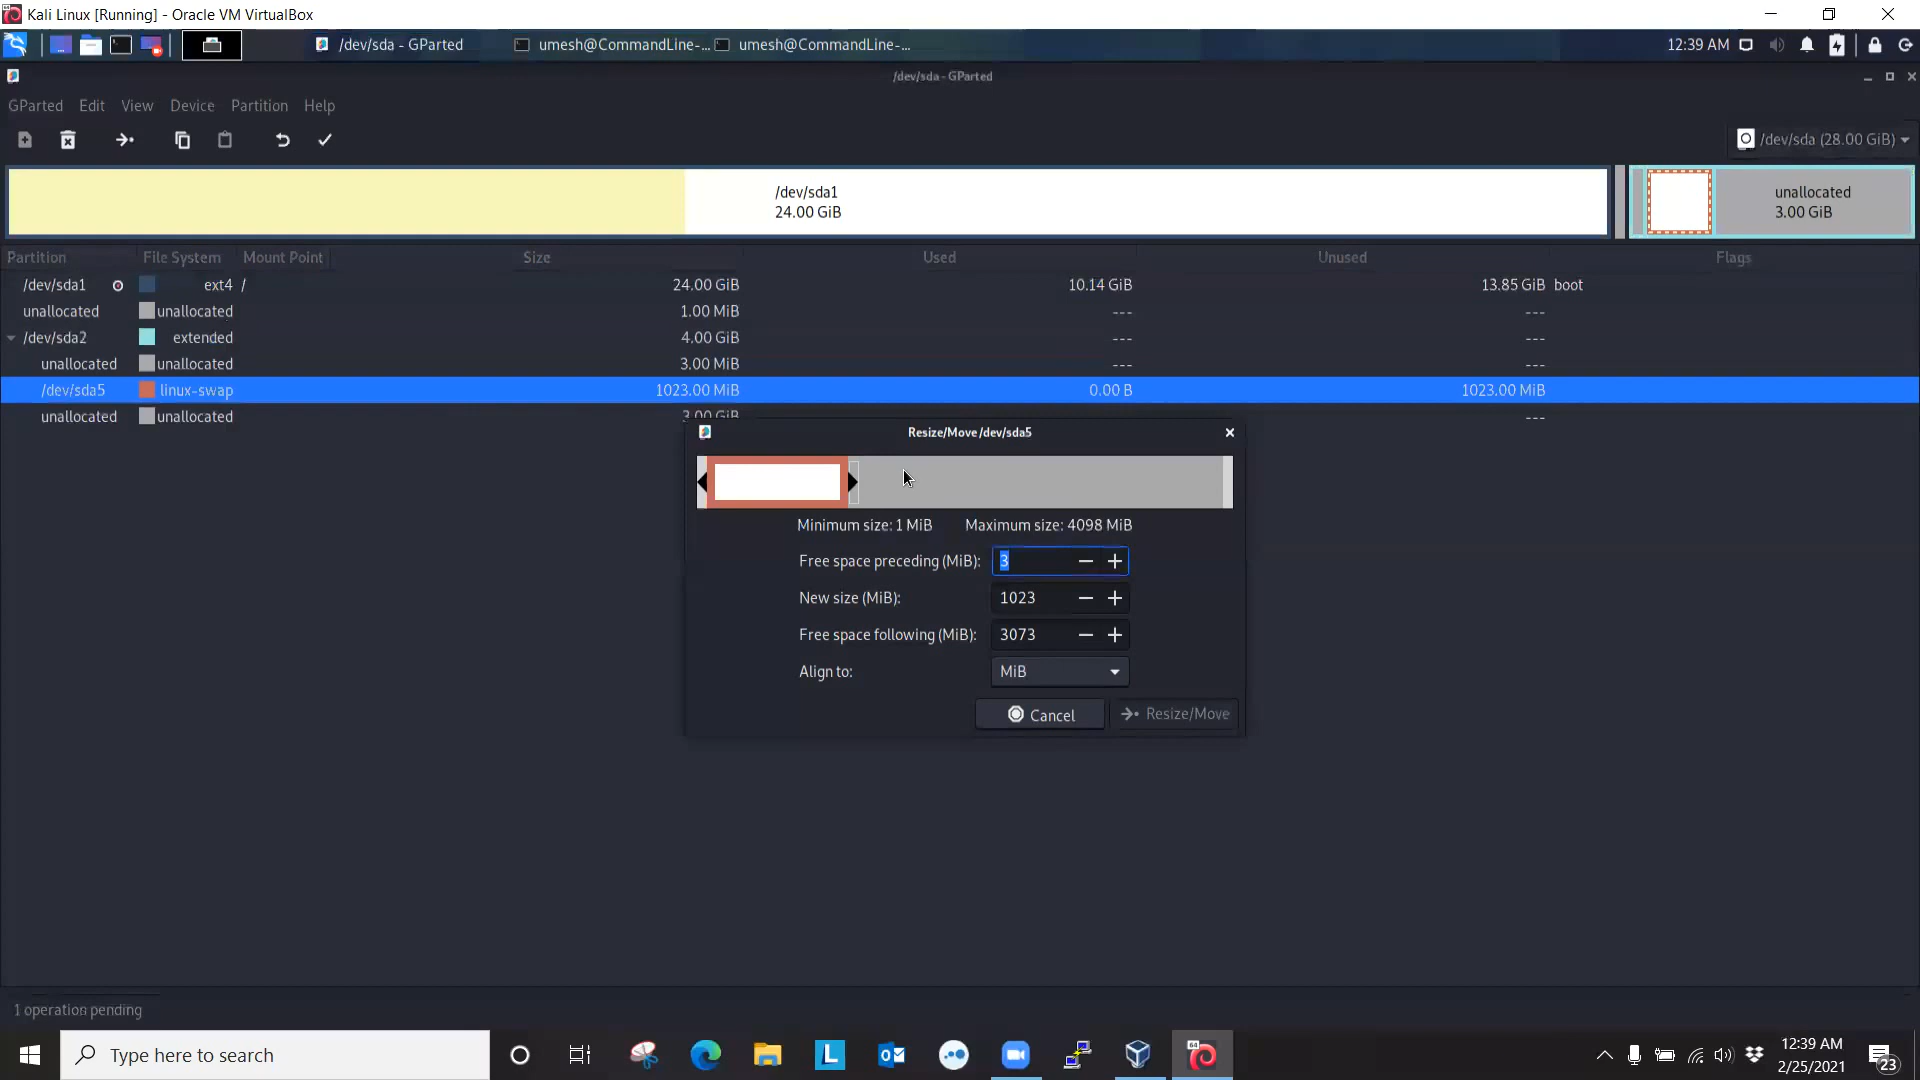 Kali Linux [Running] - Oracle VM VirtualBox
/dev/sda - GParted
umesh@CommandLine-...
umesh@CommandLine-...
12:39 AM
/dev/sda - GParted
GParted Edit View Device Partition Help
/dev/sda (28.00 GiB)
/dev/sda1
24.00 GiB
unallocated
3.00 GiB
Partition File System Mount Point Size Used Unused Flags
/dev/sda1 ext4 / 24.00 GiB 10.14 GiB 13.85 GiB boot
unallocated unallocated 1.00 MiB --- ---
/dev/sda2 extended 4.00 GiB --- ---
unallocated unallocated 3.00 MiB --- ---
/dev/sda5 linux-swap 1023.00 MiB 0.00 B 1023.00 MiB
unallocated unallocated 3.00 GiB ---
Resize/Move /dev/sda5
Minimum size: 1 MiB Maximum size: 4098 MiB
Free space preceding (MiB): 3
New size (MiB): 1023
Free space following (MiB): 3073
Align to: MiB
Cancel Resize/Move
1 operation pending
Type here to search
L
64
12:39 AM
2/25/2021
23